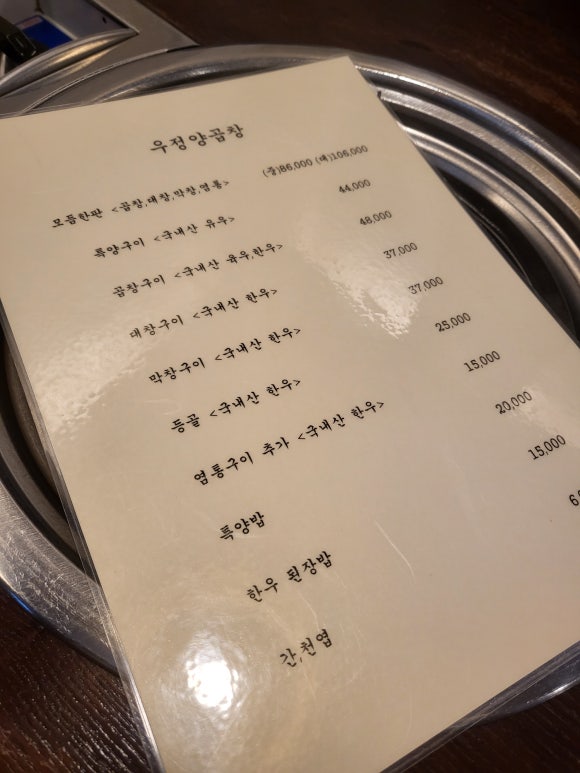 우정양곱창
모듬한판 <곱창,대창,막창,염통> (중)86,000 (대)106,000
특양구이 <국내산 육우> 44,000
곱창구이 <국내산 육우,한우> 48,000
대창구이 <국내산 한우> 37,000
막창구이 <국내산 한우> 37,000
등골 <국내산 한우> 25,000
염통구이 추가 <국내산 한우> 15,000
특양밥 20,000
한우 된장밥 15,000
간,천엽